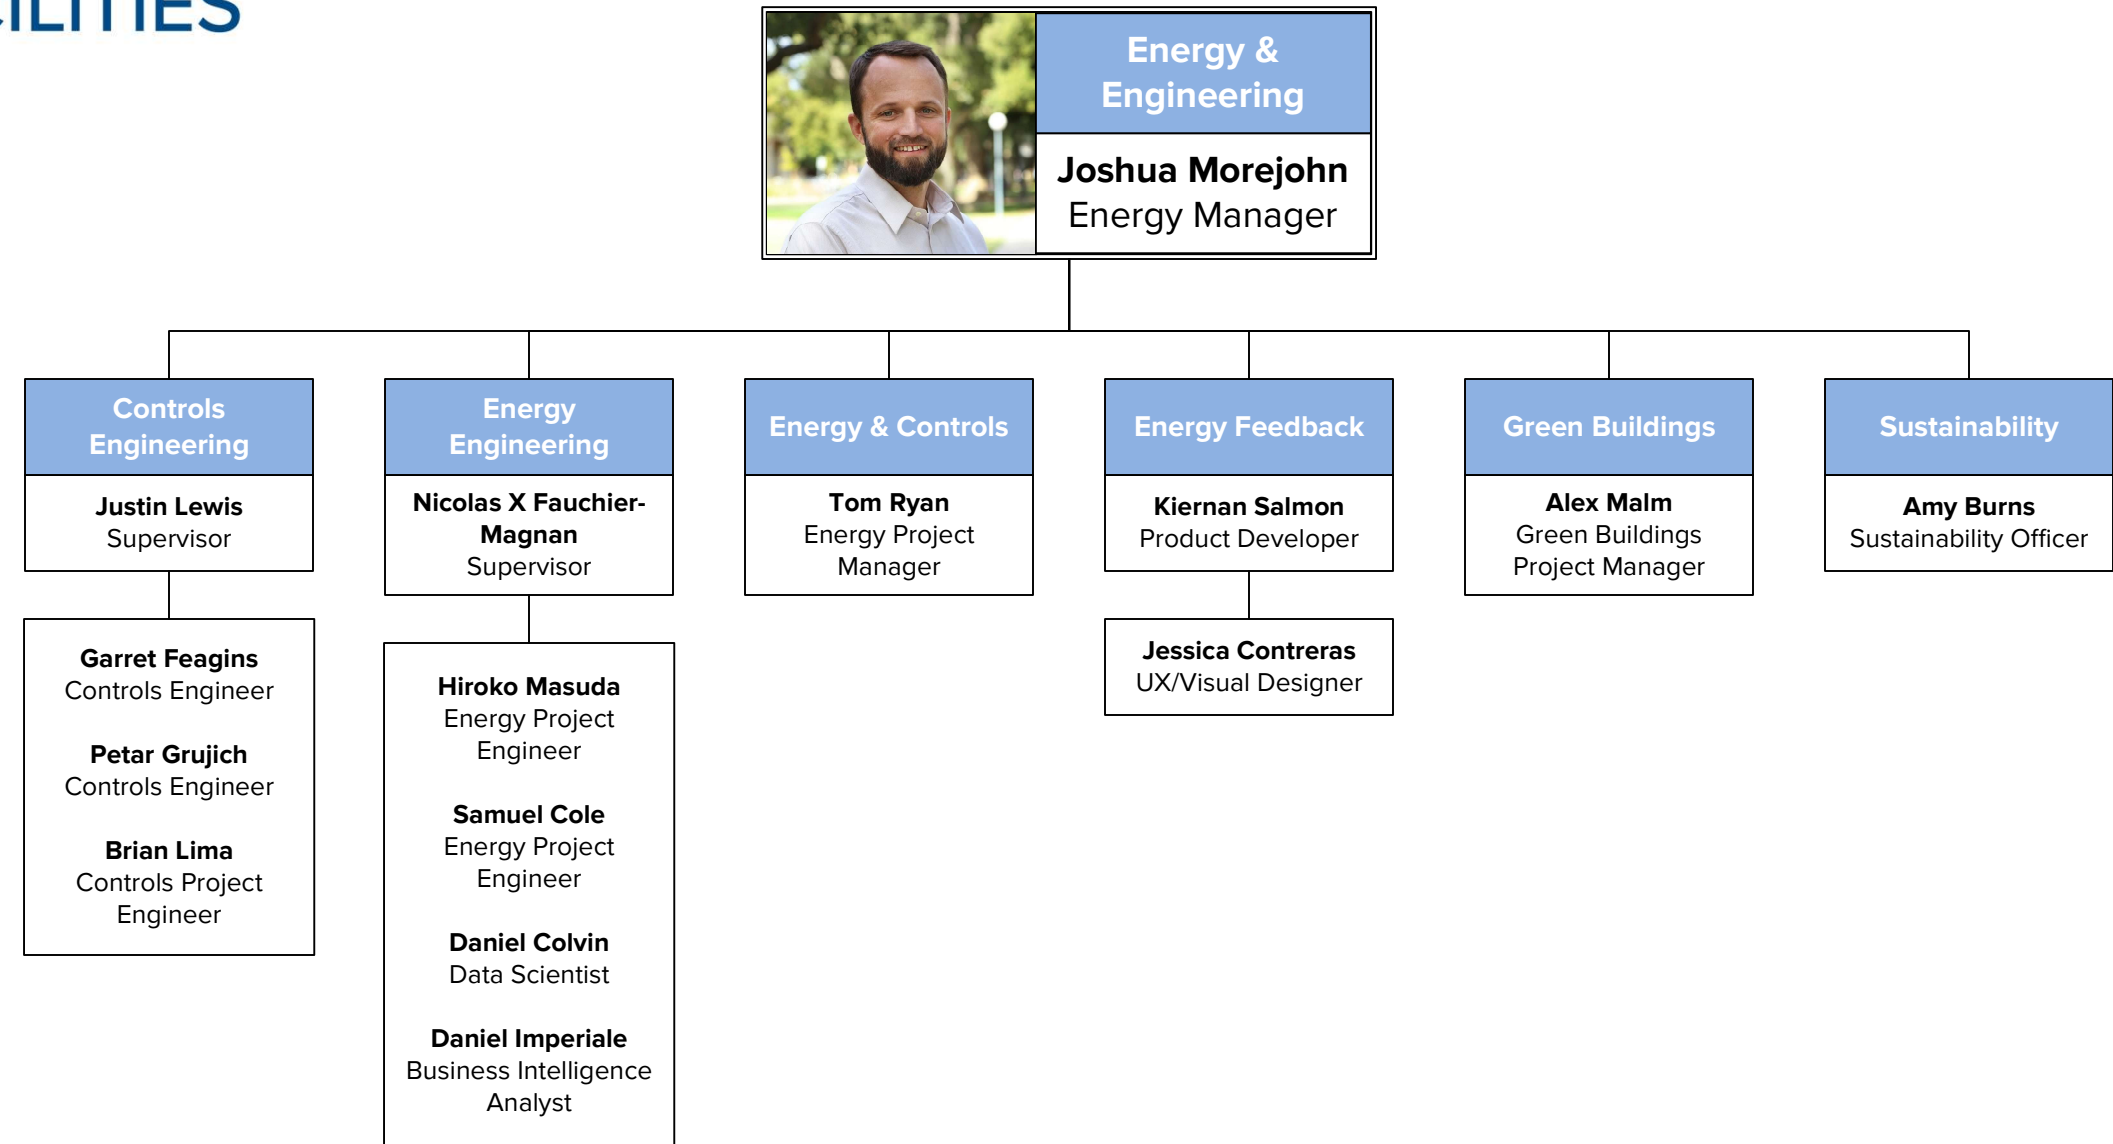 Energy &
Engineering
Joshua Morejohn
Energy Manager
Controls
Engineering
Justin Lewis
Supervisor
Garret Feagins
Controls Engineer
Petar Grujich
Controls Engineer
Brian Lima
Controls Project
Engineer
Energy
Engineering
Nicolas X Fauchier-
Magnan
Supervisor
Hiroko Masuda
Energy Project
Engineer
Samuel Cole
Energy Project
Engineer
Daniel Colvin
Data Scientist
Daniel Imperiale
Business Intelligence
Analyst
Energy & Controls
Tom Ryan
Energy Project
Manager
Energy Feedback
Kiernan Salmon
Product Developer
Jessica Contreras
UX/Visual Designer
Green Buildings
Alex Malm
Green Buildings
Project Manager
Sustainability
Amy Burns
Sustainability Officer